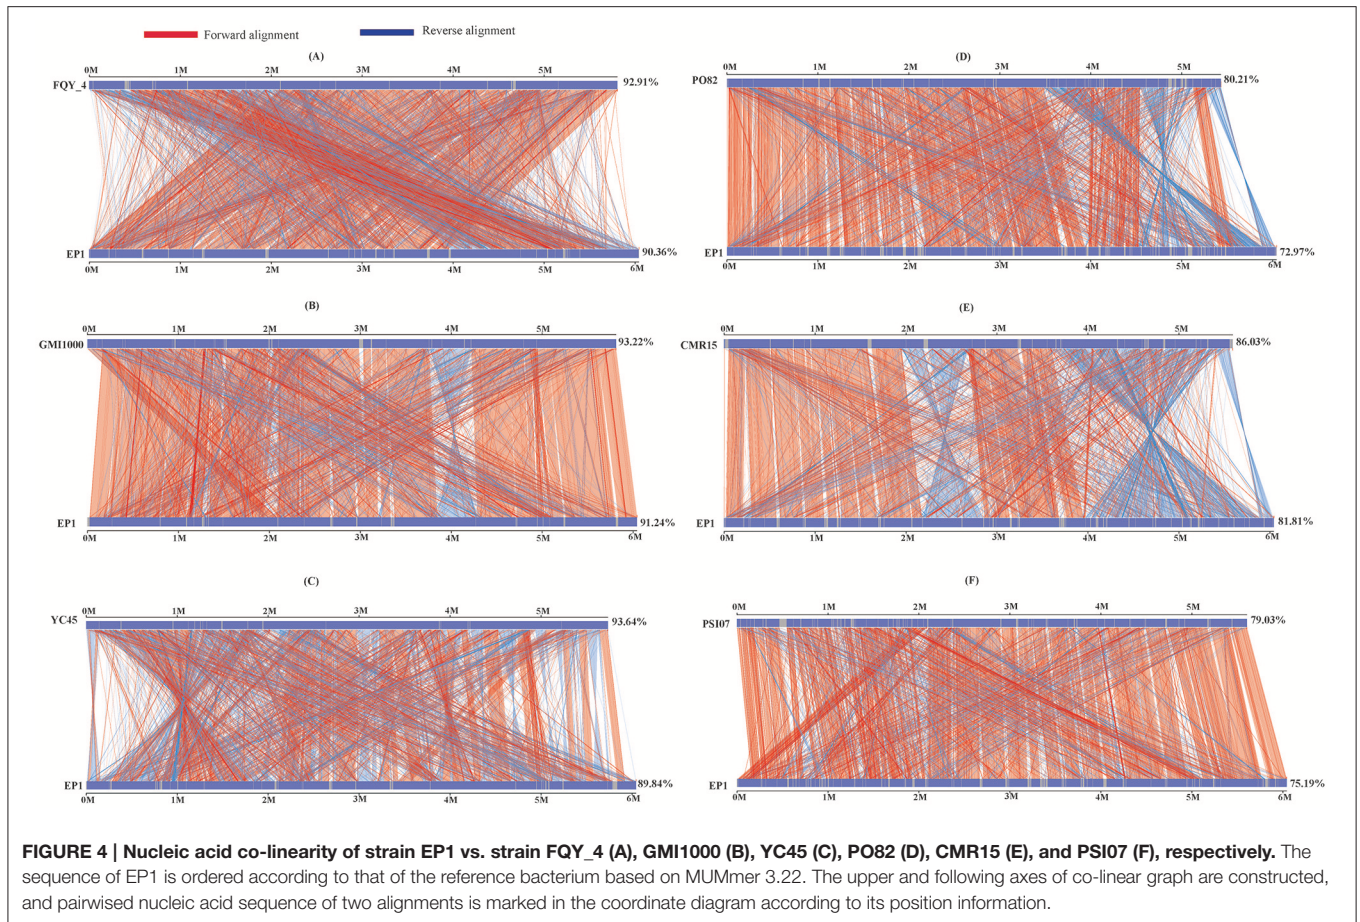 Forward alignment
Reverse alignment
(A)
0M 1M 2M 3M 4M 5M
FQY_4 92.91%
EP1 90.36%
0M 1M 2M 3M 4M 5M 6M
(D)
0M 1M 2M 3M 4M 5M
PO82 80.21%
EP1 72.97%
0M 1M 2M 3M 4M 5M 6M
(B)
0M 1M 2M 3M 4M 5M
GMI1000 93.22%
EP1 91.24%
0M 1M 2M 3M 4M 5M 6M
(E)
0M 1M 2M 3M 4M 5M
CMR15 86.03%
EP1 81.81%
0M 1M 2M 3M 4M 5M 6M
(C)
0M 1M 2M 3M 4M 5M
YC45 93.64%
EP1 89.84%
0M 1M 2M 3M 4M 5M 6M
(F)
0M 1M 2M 3M 4M 5M
PSI07 79.03%
EP1 75.19%
0M 1M 2M 3M 4M 5M 6M
FIGURE 4 | Nucleic acid co-linearity of strain EP1 vs. strain FQY_4 (A), GMI1000 (B), YC45 (C), PO82 (D), CMR15 (E), and PSI07 (F), respectively. The
sequence of EP1 is ordered according to that of the reference bacterium based on MUMmer 3.22. The upper and following axes of co-linear graph are constructed,
and pairwised nucleic acid sequence of two alignments is marked in the coordinate diagram according to its position information.